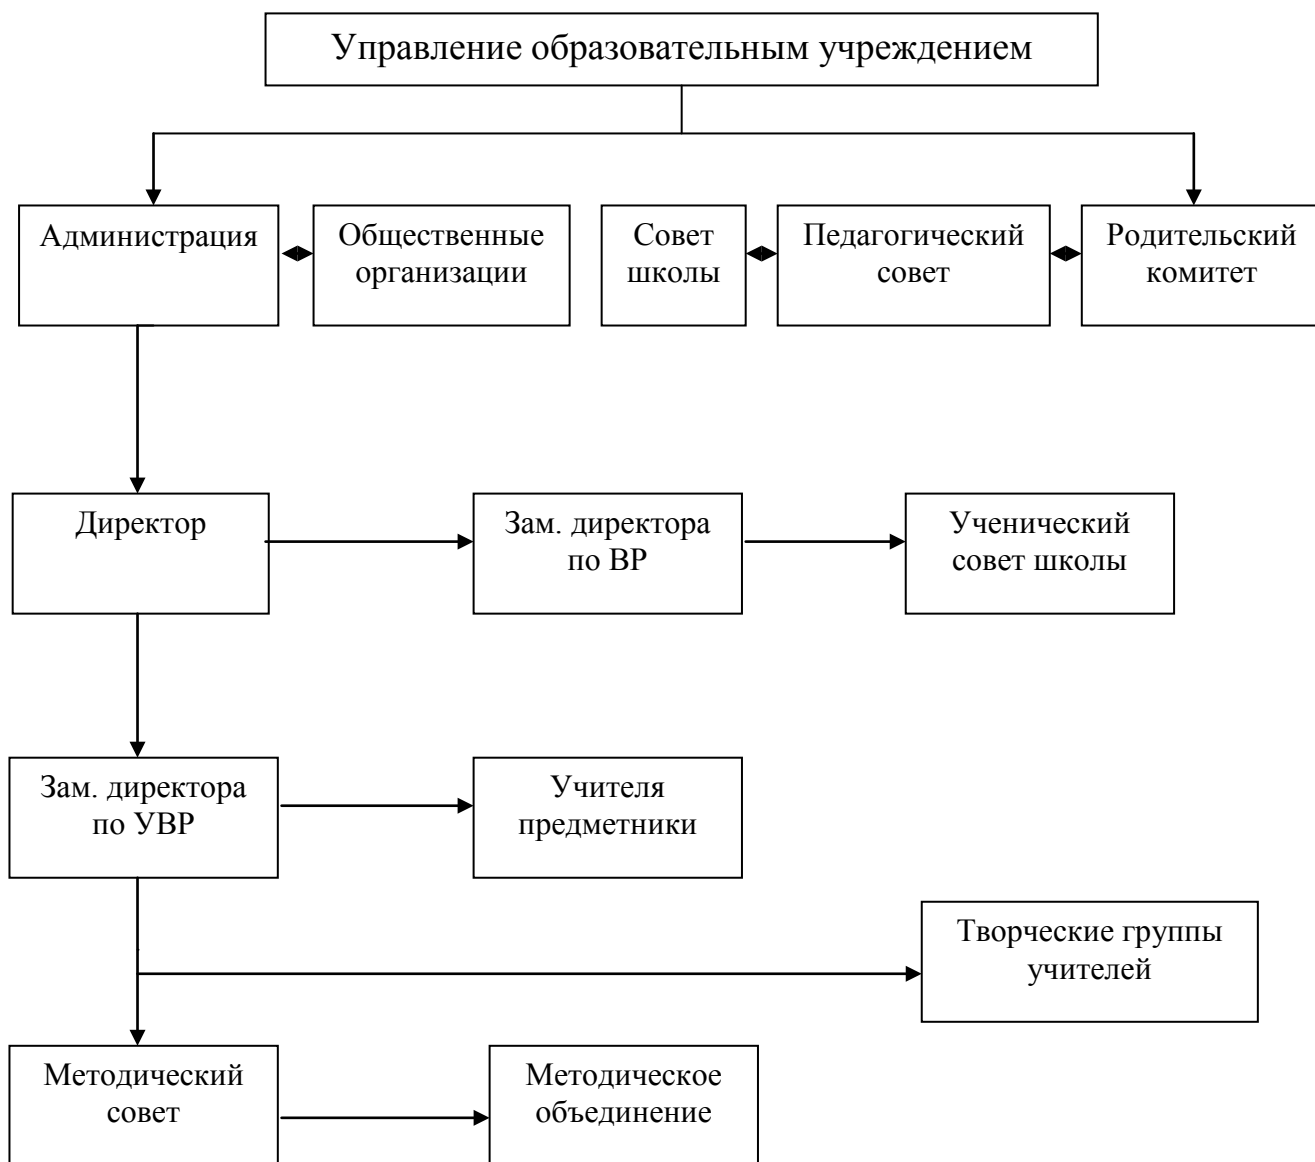 Управление образовательным учреждением
Администрация
Общественные
организации
Совет
школы
Педагогический
совет
Родительский
комитет
Директор
Зам. директора
по ВР
Ученический
совет школы
Зам. директора
по УВР
Учителя
предметники
Творческие группы
учителей
Методический
совет
Методическое
объединение